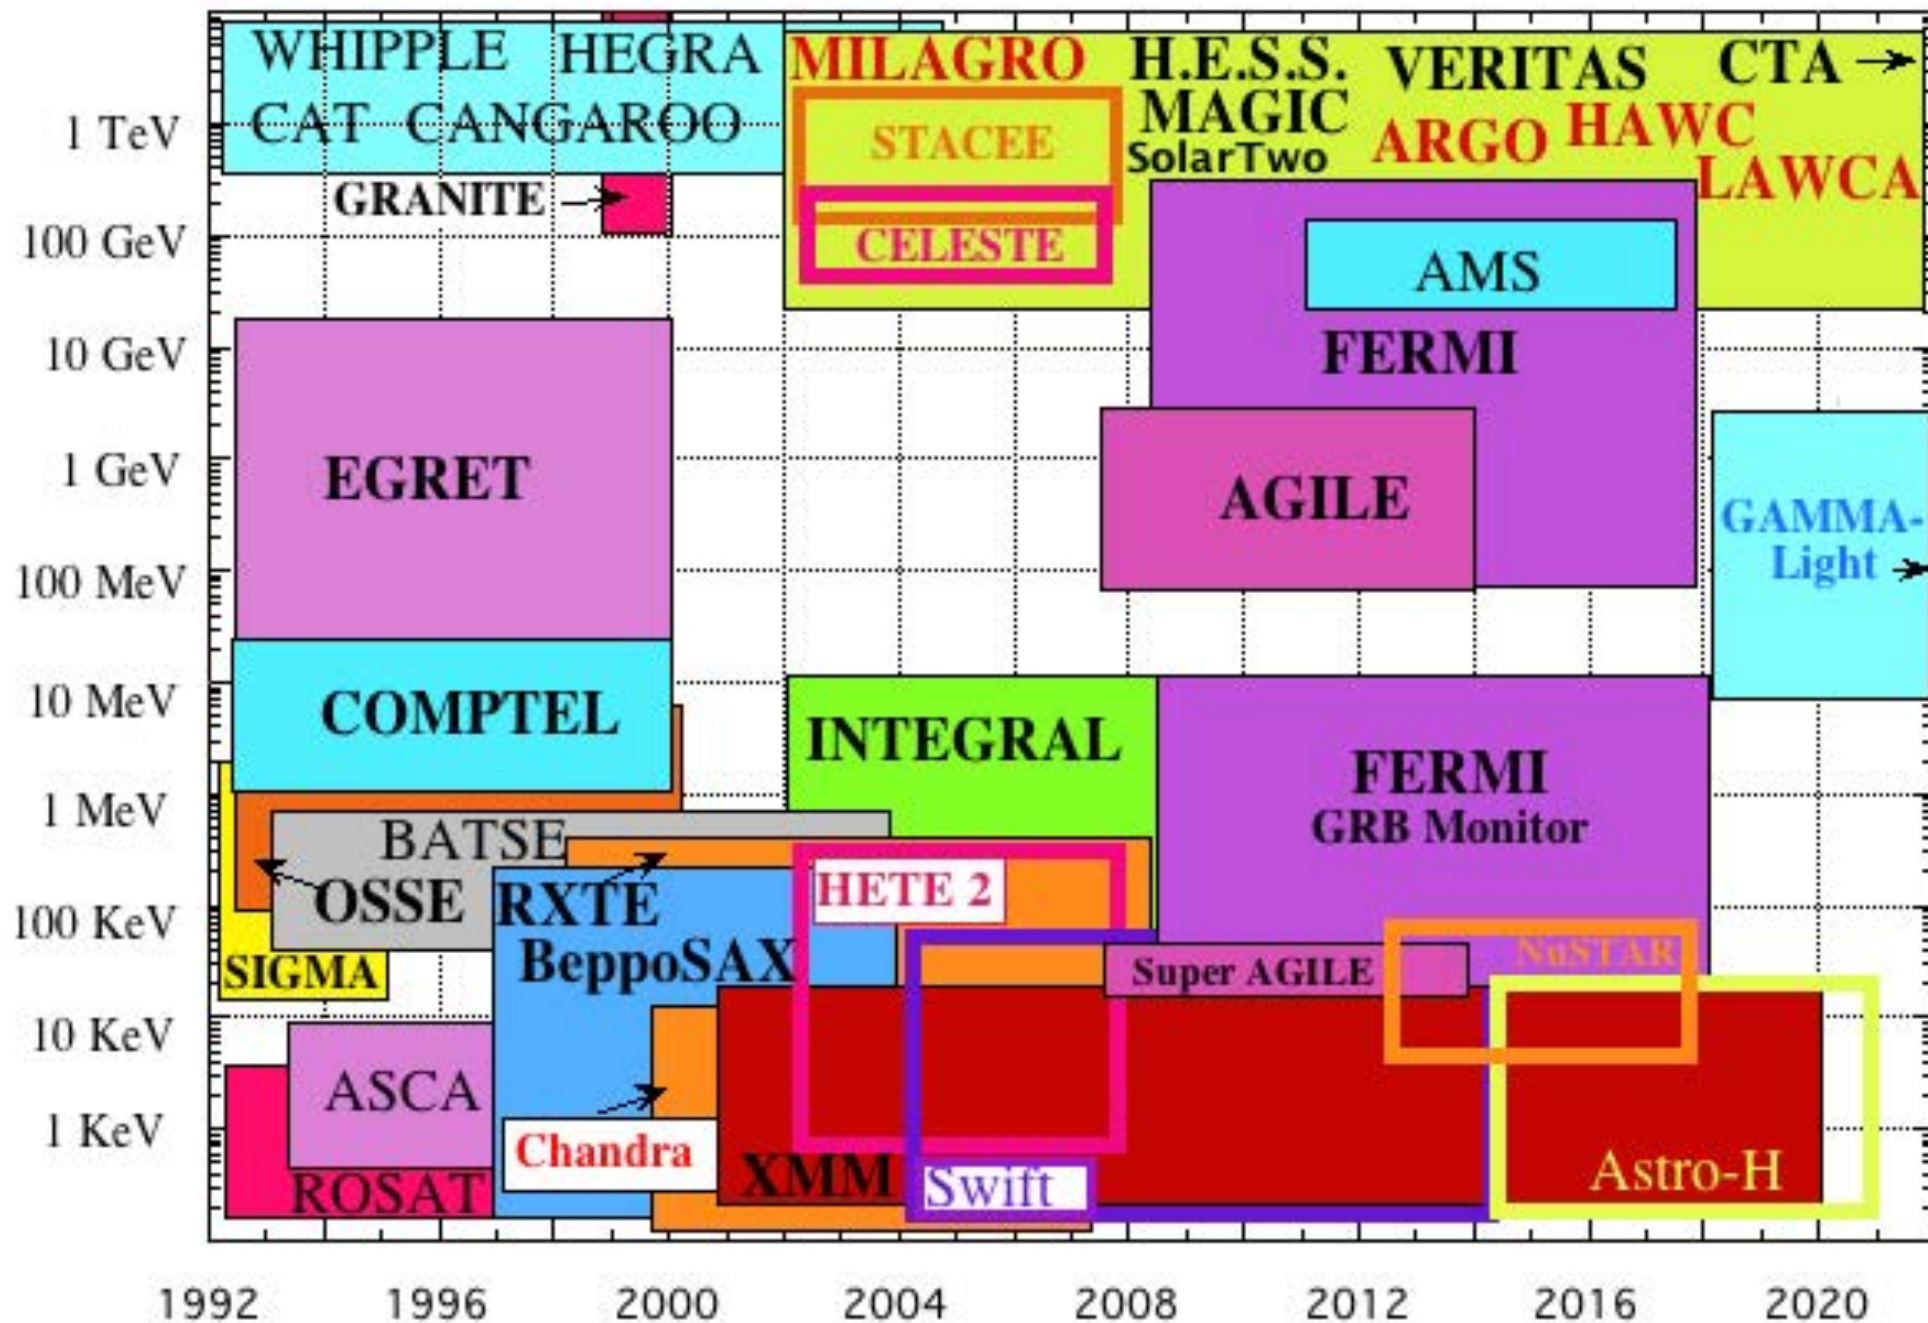 WHIPPLE HEGRA MILAGRO H.E.S.S. VERITAS CTA
CAT CANGAROO STACEE MAGIC ARGO HAWC
SolarTwo LAWCA
1 TeV
GRANITE
100 GeV CELESTE AMS
10 GeV FERMI
1 GeV EGRET AGILE
GAMMA-
Light
100 MeV
10 MeV COMPTEL INTEGRAL
FERMI
GRB Monitor
1 MeV
BATSE
OSSE RXTE HETE 2
100 KeV
SIGMA BeppoSAX Super AGILE NuSTAR
10 KeV
ASCA
1 KeV
Chandra
ROSAT XMM Swift Astro-H
1992 1996 2000 2004 2008 2012 2016 2020